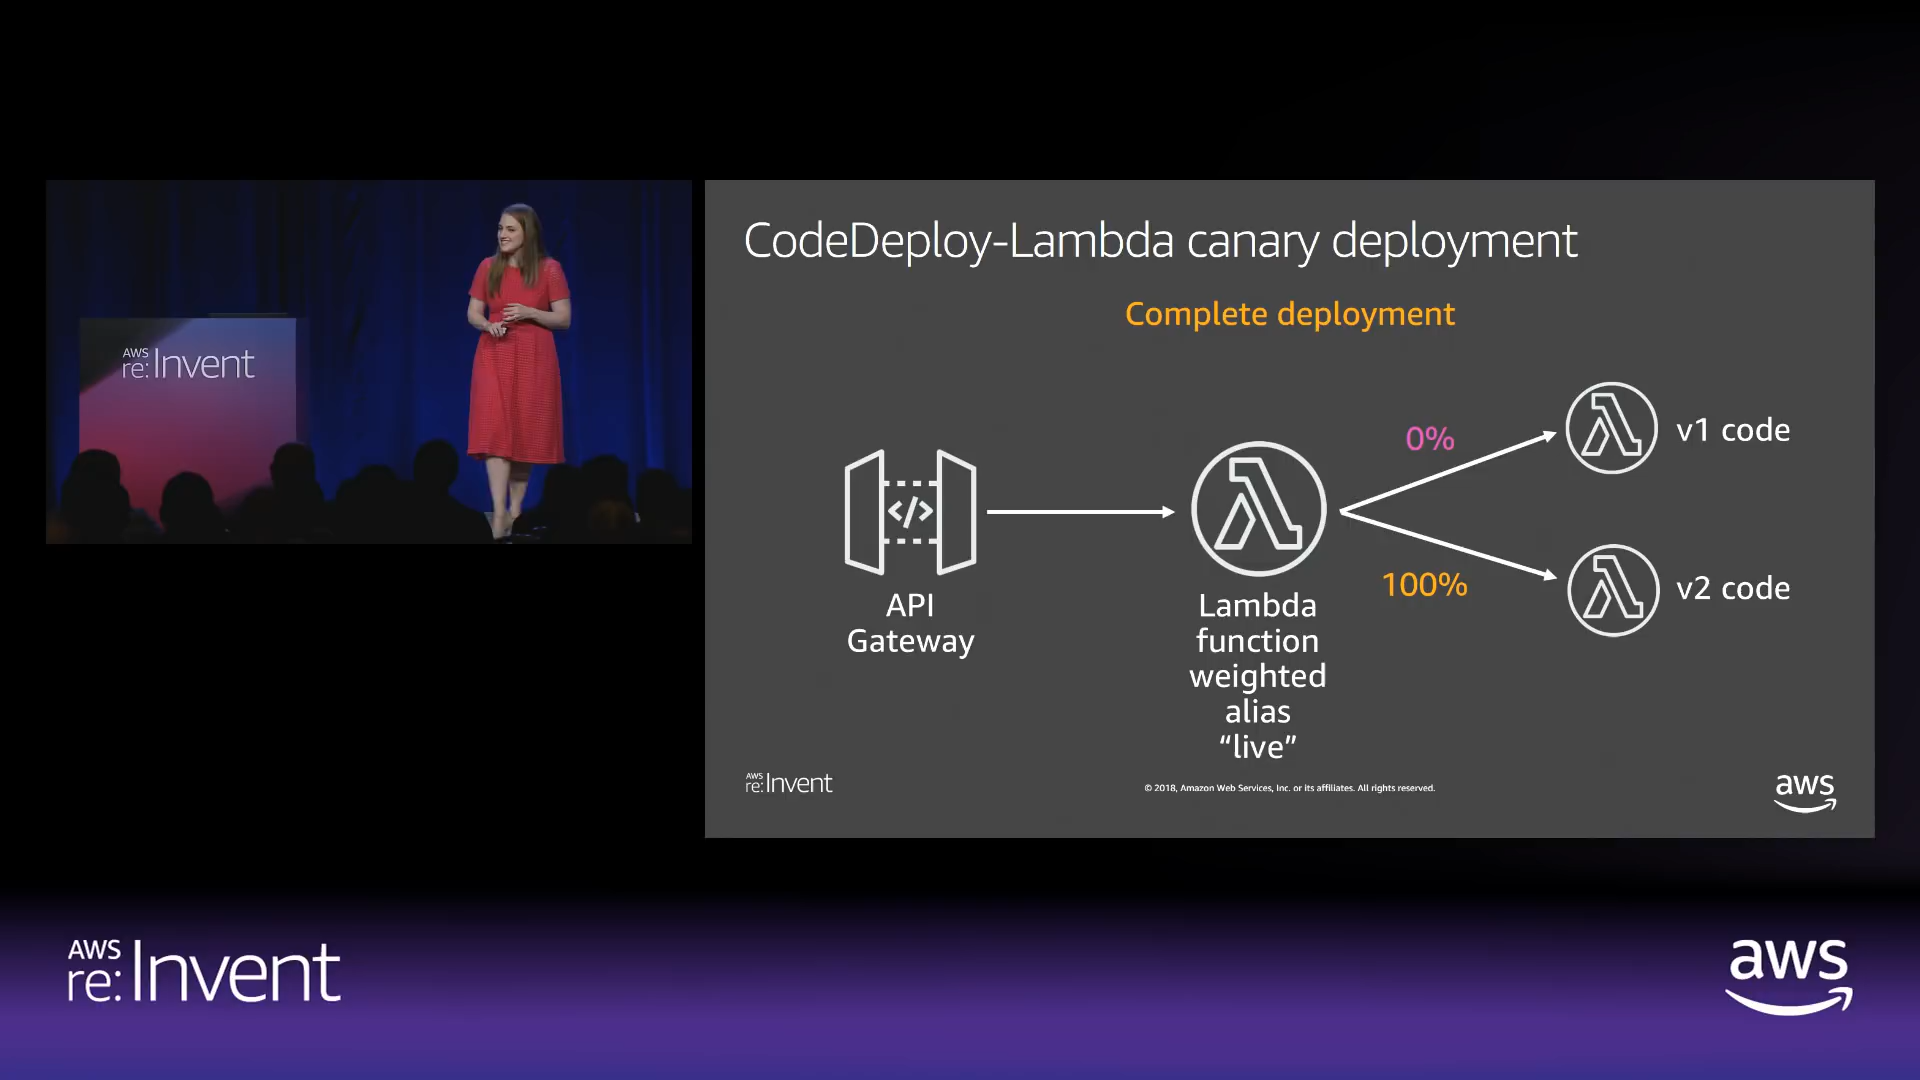 AWS
re:Invent
CodeDeploy-Lambda canary deployment
Complete deployment
0%
v1 code
</>
100%
v2 code
API
Gateway
Lambda
function
weighted
alias
“live”
AWS
re:Invent
© 2018, Amazon Web Services, Inc. or its affiliates. All rights reserved.
aws
AWS
re:Invent
aws